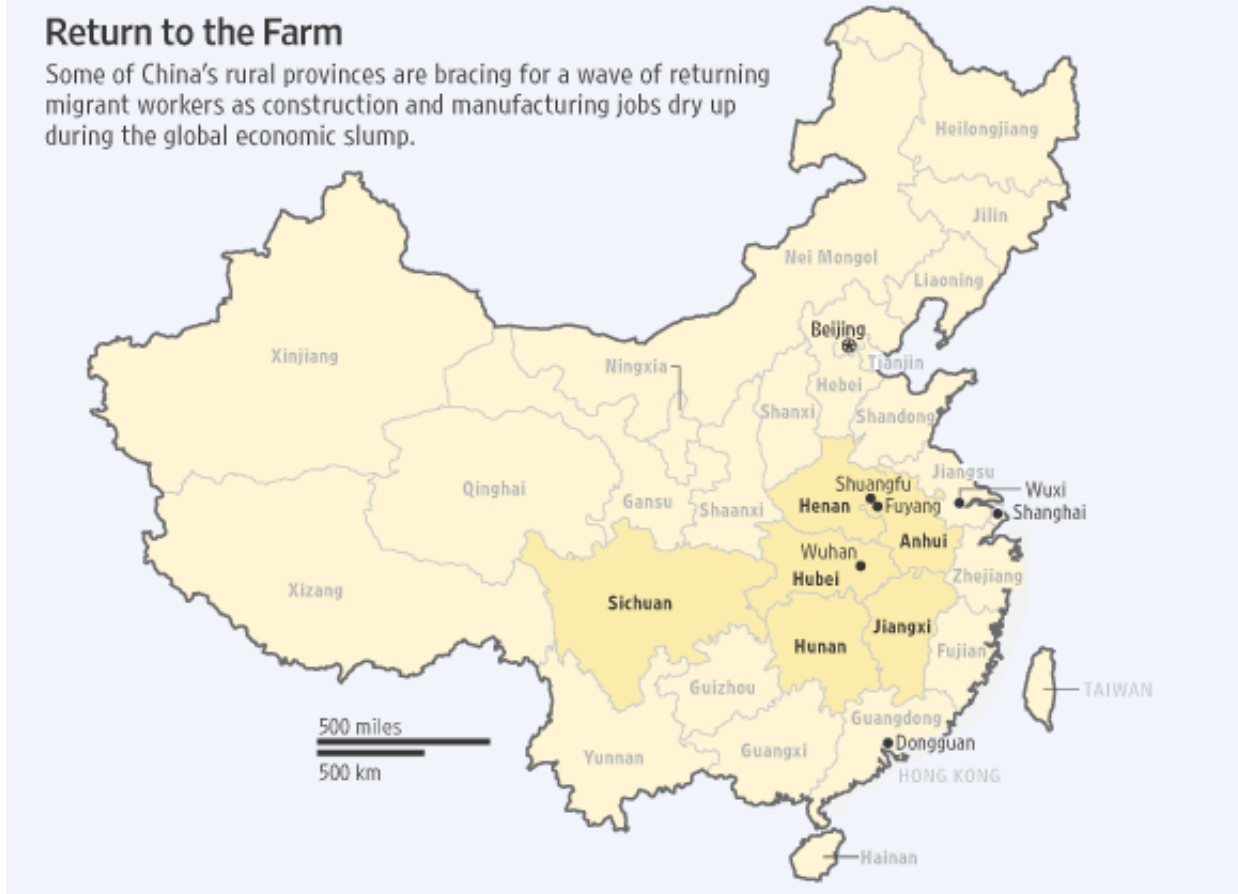 Return to the Farm
Some of China's rural provinces are bracing for a wave of returning
migrant workers as construction and manufacturing jobs dry up
during the global economic slump.
Heilongjiang
Jilin
Nei Mongol
Liaoning
Beijing
Xinjiang
Ningxia
Tianjin
Hebei
Shanxi
Shandong
Jiangsu
Qinghai
Gansu
Shaanxi
Shuangfu
Henan
Fuyang
Wuxi
Shanghai
Anhui
Wuhan
Hubei
Zhejiang
Xizang
Sichuan
Jiangxi
Hunan
Fujian
Guizhou
TAIWAN
500 miles
500 km
Guangdong
Dongguan
Yunnan
Guangxi
HONG KONG
Hainan